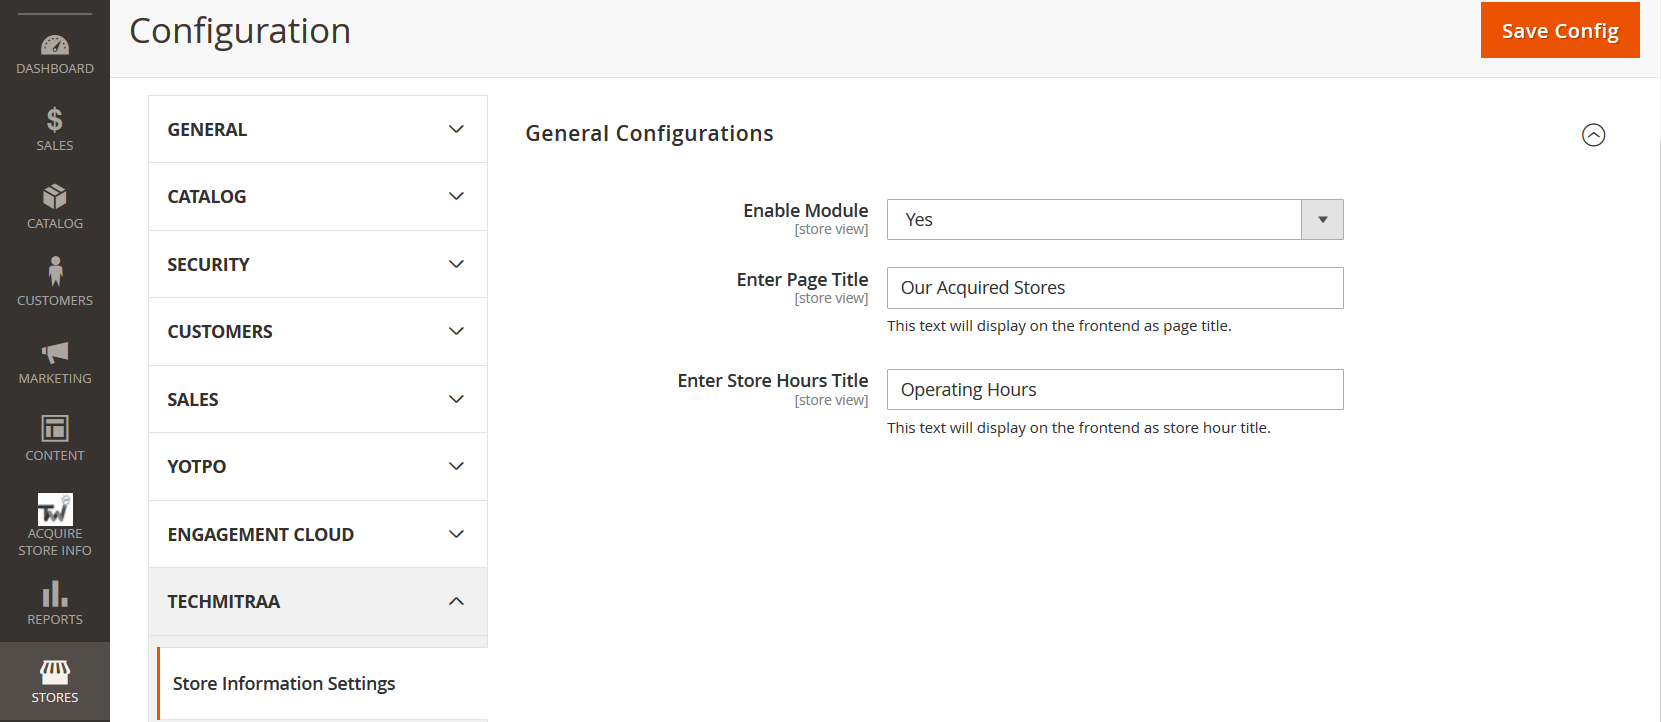 Configuration
Save Config
DASHBOARD
SALES
CATALOG
CUSTOMERS
MARKETING
CONTENT
TW
ACQUIRE
STORE INFO
REPORTS
STORES
GENERAL
CATALOG
SECURITY
CUSTOMERS
SALES
YOTPO
ENGAGEMENT CLOUD
TECHMITRAA
Store Information Settings
General Configurations
Enable Module
[store view]
Yes
Enter Page Title
[store view]
Our Acquired Stores
This text will display on the frontend as page title.
Enter Store Hours Title
[store view]
Operating Hours
This text will display on the frontend as store hour title.